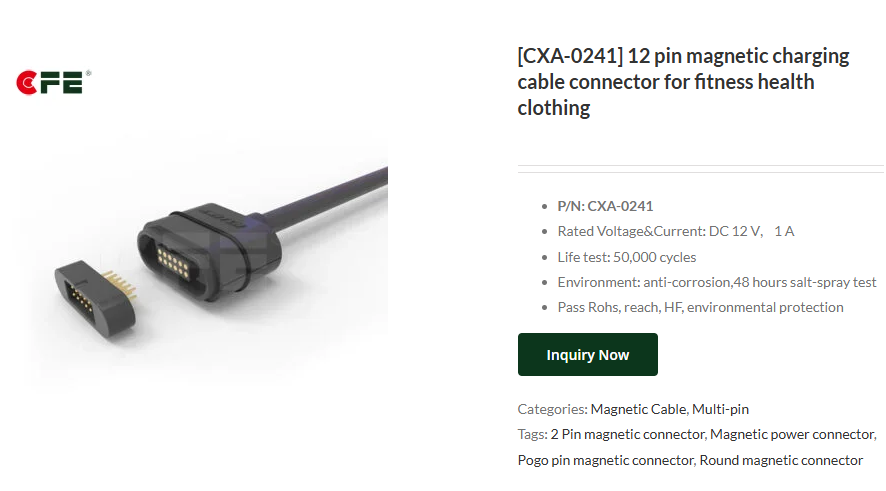 CFE®
[CXA-0241] 12 pin magnetic charging
cable connector for fitness health
clothing
P/N: CXA-0241
Rated Voltage&Current: DC 12 V, 1 A
Life test: 50,000 cycles
Environment: anti-corrosion,48 hours salt-spray test
Pass Rohs, reach, HF, environmental protection
Inquiry Now
Categories: Magnetic Cable, Multi-pin
Tags: 2 Pin magnetic connector, Magnetic power connector,
Pogo pin magnetic connector, Round magnetic connector